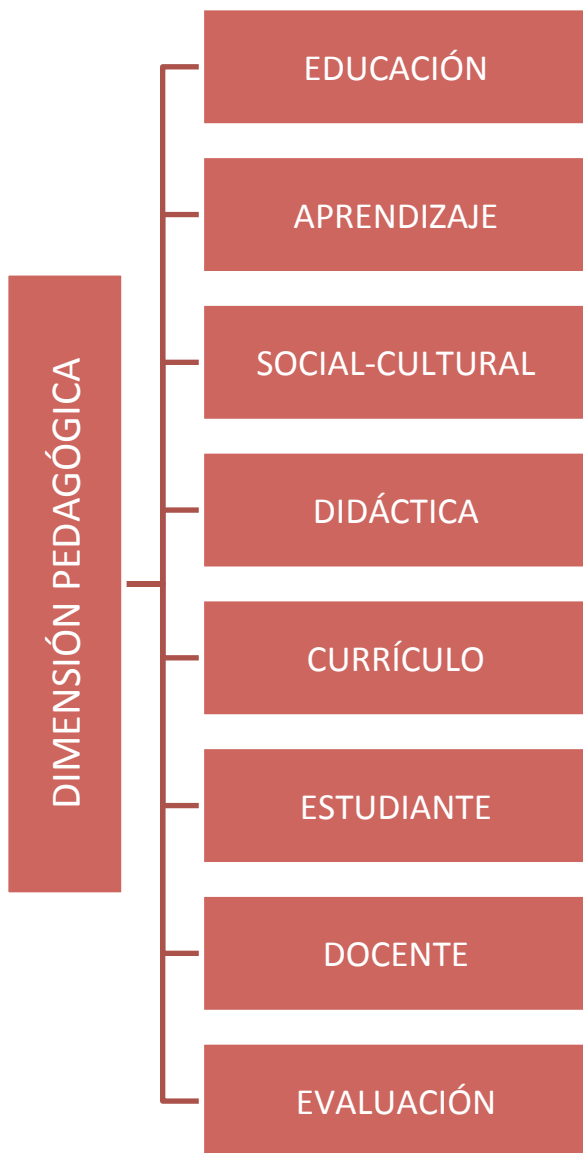 DIMENSIÓN PEDAGÓGICA
EDUCACIÓN
APRENDIZAJE
SOCIAL-CULTURAL
DIDÁCTICA
CURRÍCULO
ESTUDIANTE
DOCENTE
EVALUACIÓN